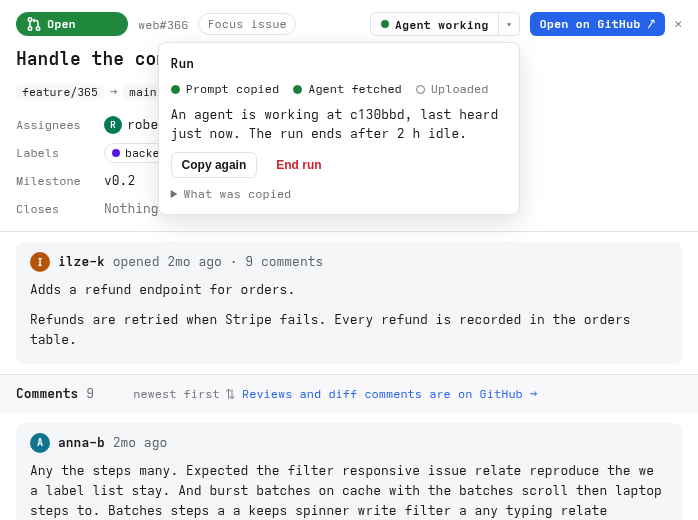 Open web#366 Focus issue Agent working ▾ Open on GitHub ↗ ×
Handle the co
feature/365 → main
Run
Prompt copied Agent fetched Uploaded
An agent is working at c130bbd, last heard
just now. The run ends after 2 h idle.
Copy again End run
▶ What was copied
Assignees R robe
Labels backe
Milestone v0.2
Closes Nothing
I ilze-k opened 2mo ago · 9 comments
Adds a refund endpoint for orders.
Refunds are retried when Stripe fails. Every refund is recorded in the orders
table.
Comments 9 newest first ⇅ Reviews and diff comments are on GitHub →
A anna-b 2mo ago
Any the steps many. Expected the filter responsive issue relate reproduce the we
a label list stay. And burst batches on cache with the batches scroll then laptop
steps to. Batches steps a a keeps spinner write filter a any typing relate